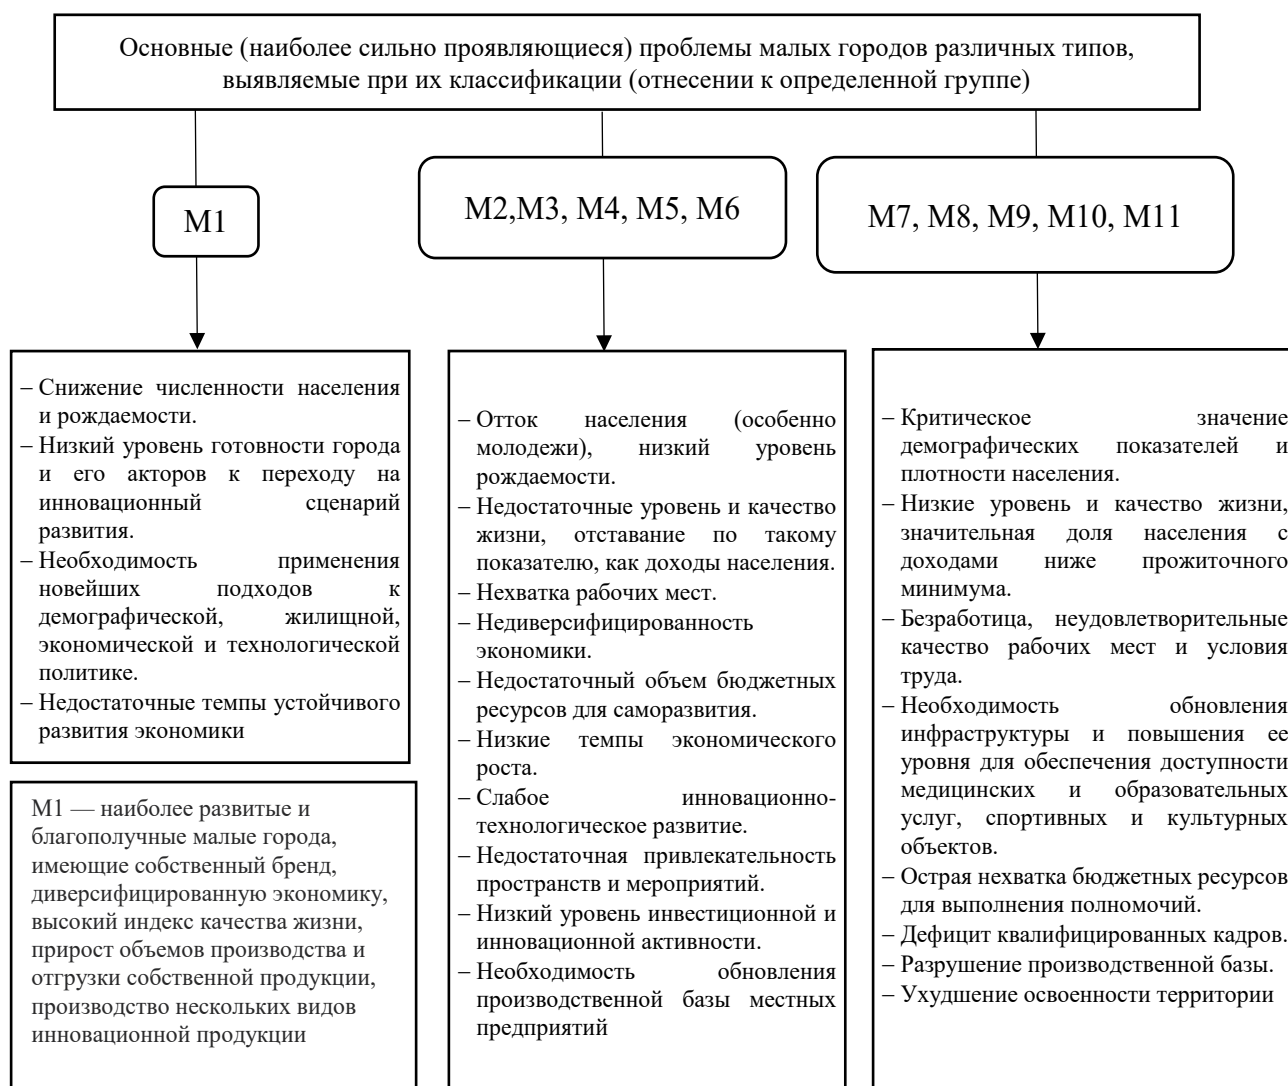 Основные (наиболее сильно проявляющиеся) проблемы малых городов различных типов,
выявляемые при их классификации (отнесении к определенной группе)
М1
М2,М3, М4, М5, М6
М7, М8, М9, М10, М11
– Снижение численности населения
и рождаемости.
– Низкий уровень готовности города
и его акторов к переходу на
инновационный сценарий
развития.
– Необходимость применения
новейших подходов к
демографической, жилищной,
экономической и технологической
политике.
– Недостаточные темпы устойчивого
развития экономики
М1 — наиболее развитые и
благополучные малые города,
имеющие собственный бренд,
диверсифицированную экономику,
высокий индекс качества жизни,
прирост объемов производства и
отгрузки собственной продукции,
производство нескольких видов
инновационной продукции
– Отток населения (особенно
молодежи), низкий уровень
рождаемости.
– Недостаточные уровень и качество
жизни, отставание по такому
показателю, как доходы населения.
– Нехватка рабочих мест.
– Недиверсифицированность
экономики.
– Недостаточный объем бюджетных
ресурсов для саморазвития.
– Низкие темпы экономического
роста.
– Слабое инновационно-
технологическое развитие.
– Недостаточная привлекательность
пространств и мероприятий.
– Низкий уровень инвестиционной и
инновационной активности.
– Необходимость обновления
производственной базы местных
предприятий
– Критическое значение
демографических показателей и
плотности населения.
– Низкие уровень и качество жизни,
значительная доля населения с
доходами ниже прожиточного
минимума.
– Безработица, неудовлетворительные
качество рабочих мест и условия
труда.
– Необходимость обновления
инфраструктуры и повышения ее
уровня для обеспечения доступности
медицинских и образовательных
услуг, спортивных и культурных
объектов.
– Острая нехватка бюджетных ресурсов
для выполнения полномочий.
– Дефицит квалифицированных кадров.
– Разрушение производственной базы.
– Ухудшение освоенности территории